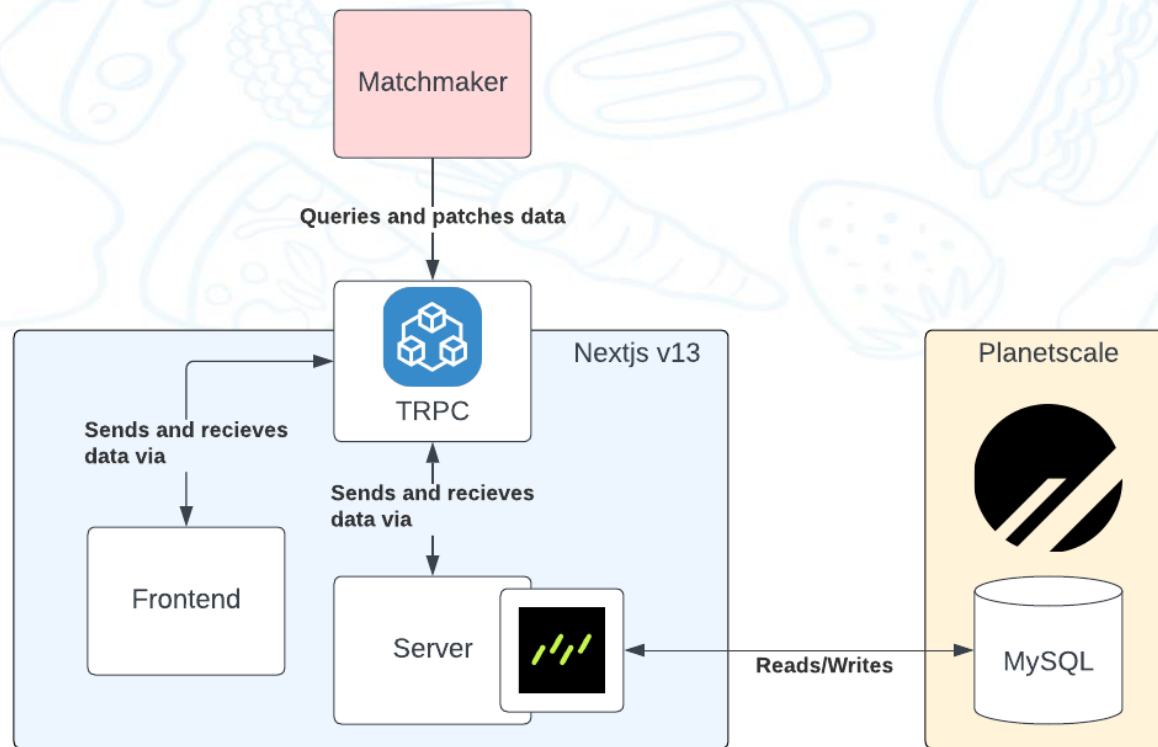 Matchmaker
Queries and patches data
Nextjs v13
Planetscale
TRPC
Sends and recieves
data via
Sends and recieves
data via
Frontend
Server
MySQL
Reads/Writes